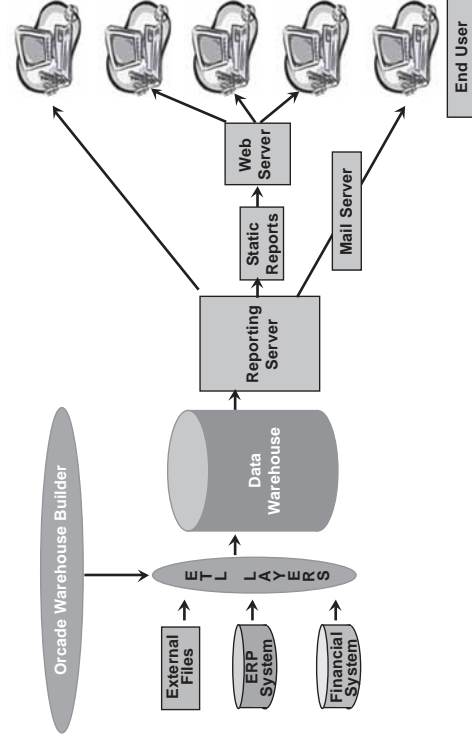 Orcade Warehouse Builder
External
Files
ERP
System
Financial
System
ETL LAYERS
Data
Warehouse
Reporting
Server
Static
Reports
Web
Server
Mail Server
End User